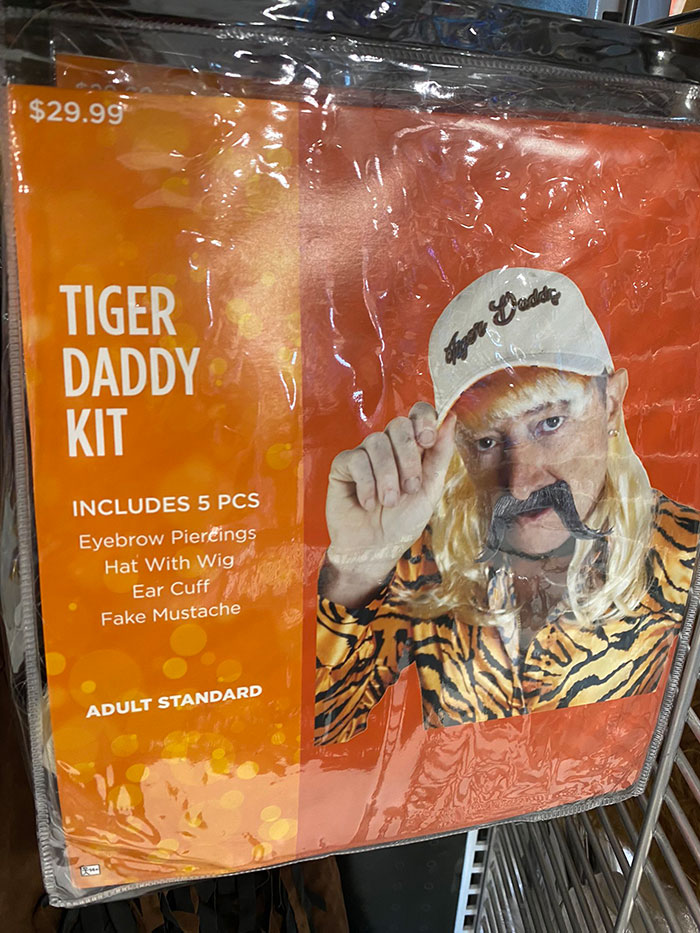 $29.99
TIGER
DADDY
KIT
INCLUDES 5 PCS
Eyebrow Piercings
Hat With Wig
Ear Cuff
Fake Mustache
ADULT STANDARD
Tiger Daddy